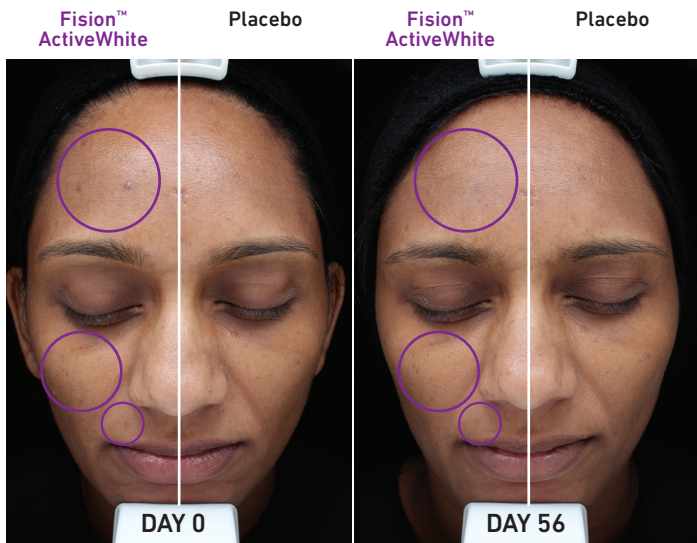 Fision™
ActiveWhite
Placebo
Fision™
ActiveWhite
Placebo
DAY 0
DAY 56